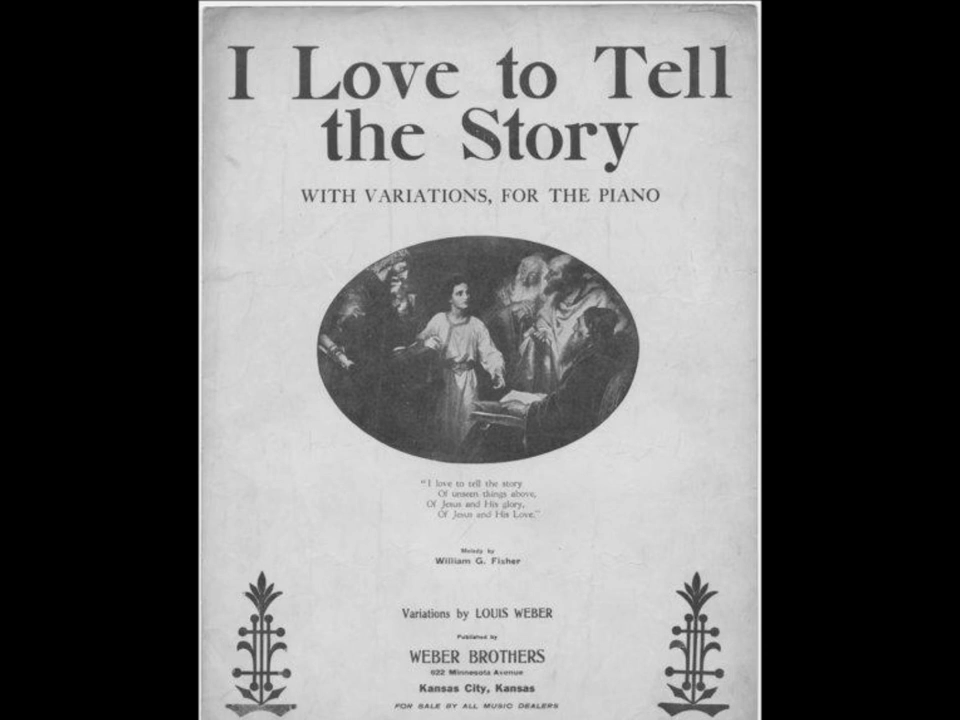 I Love to Tell
the Story
WITH VARIATIONS, FOR THE PIANO
"I love to tell the story
Of unseen things above,
Of Jesus and His glory,
Of Jesus and His Love."
Melody by
William G. Fisher
Variations by LOUIS WEBER
Published by
WEBER BROTHERS
622 Minnesota Avenue
Kansas City, Kansas
FOR SALE BY ALL MUSIC DEALERS